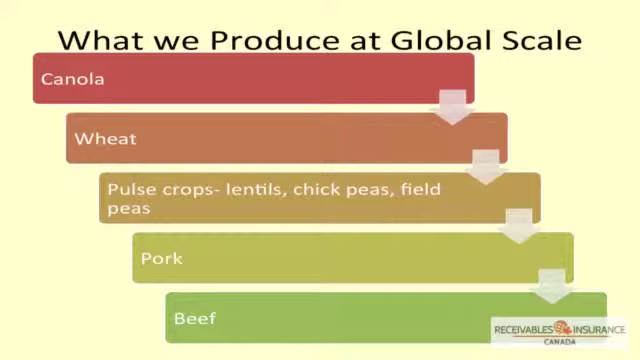 What we Produce at Global Scale
Canola
Wheat
Pulse crops- lentils, chick peas, field
peas
Pork
Beef
RECEIVABLES INSURANCE
CANADA